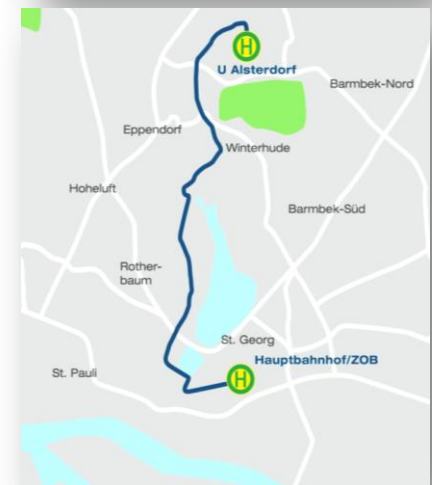 H
U Alsterdorf
Barmbek-Nord
Eppendorf
Winterhude
Hoheluft
Barmbek-Süd
Rother-
baum
St. Georg
Hauptbahnhof/ZOB
St. Pauli
H